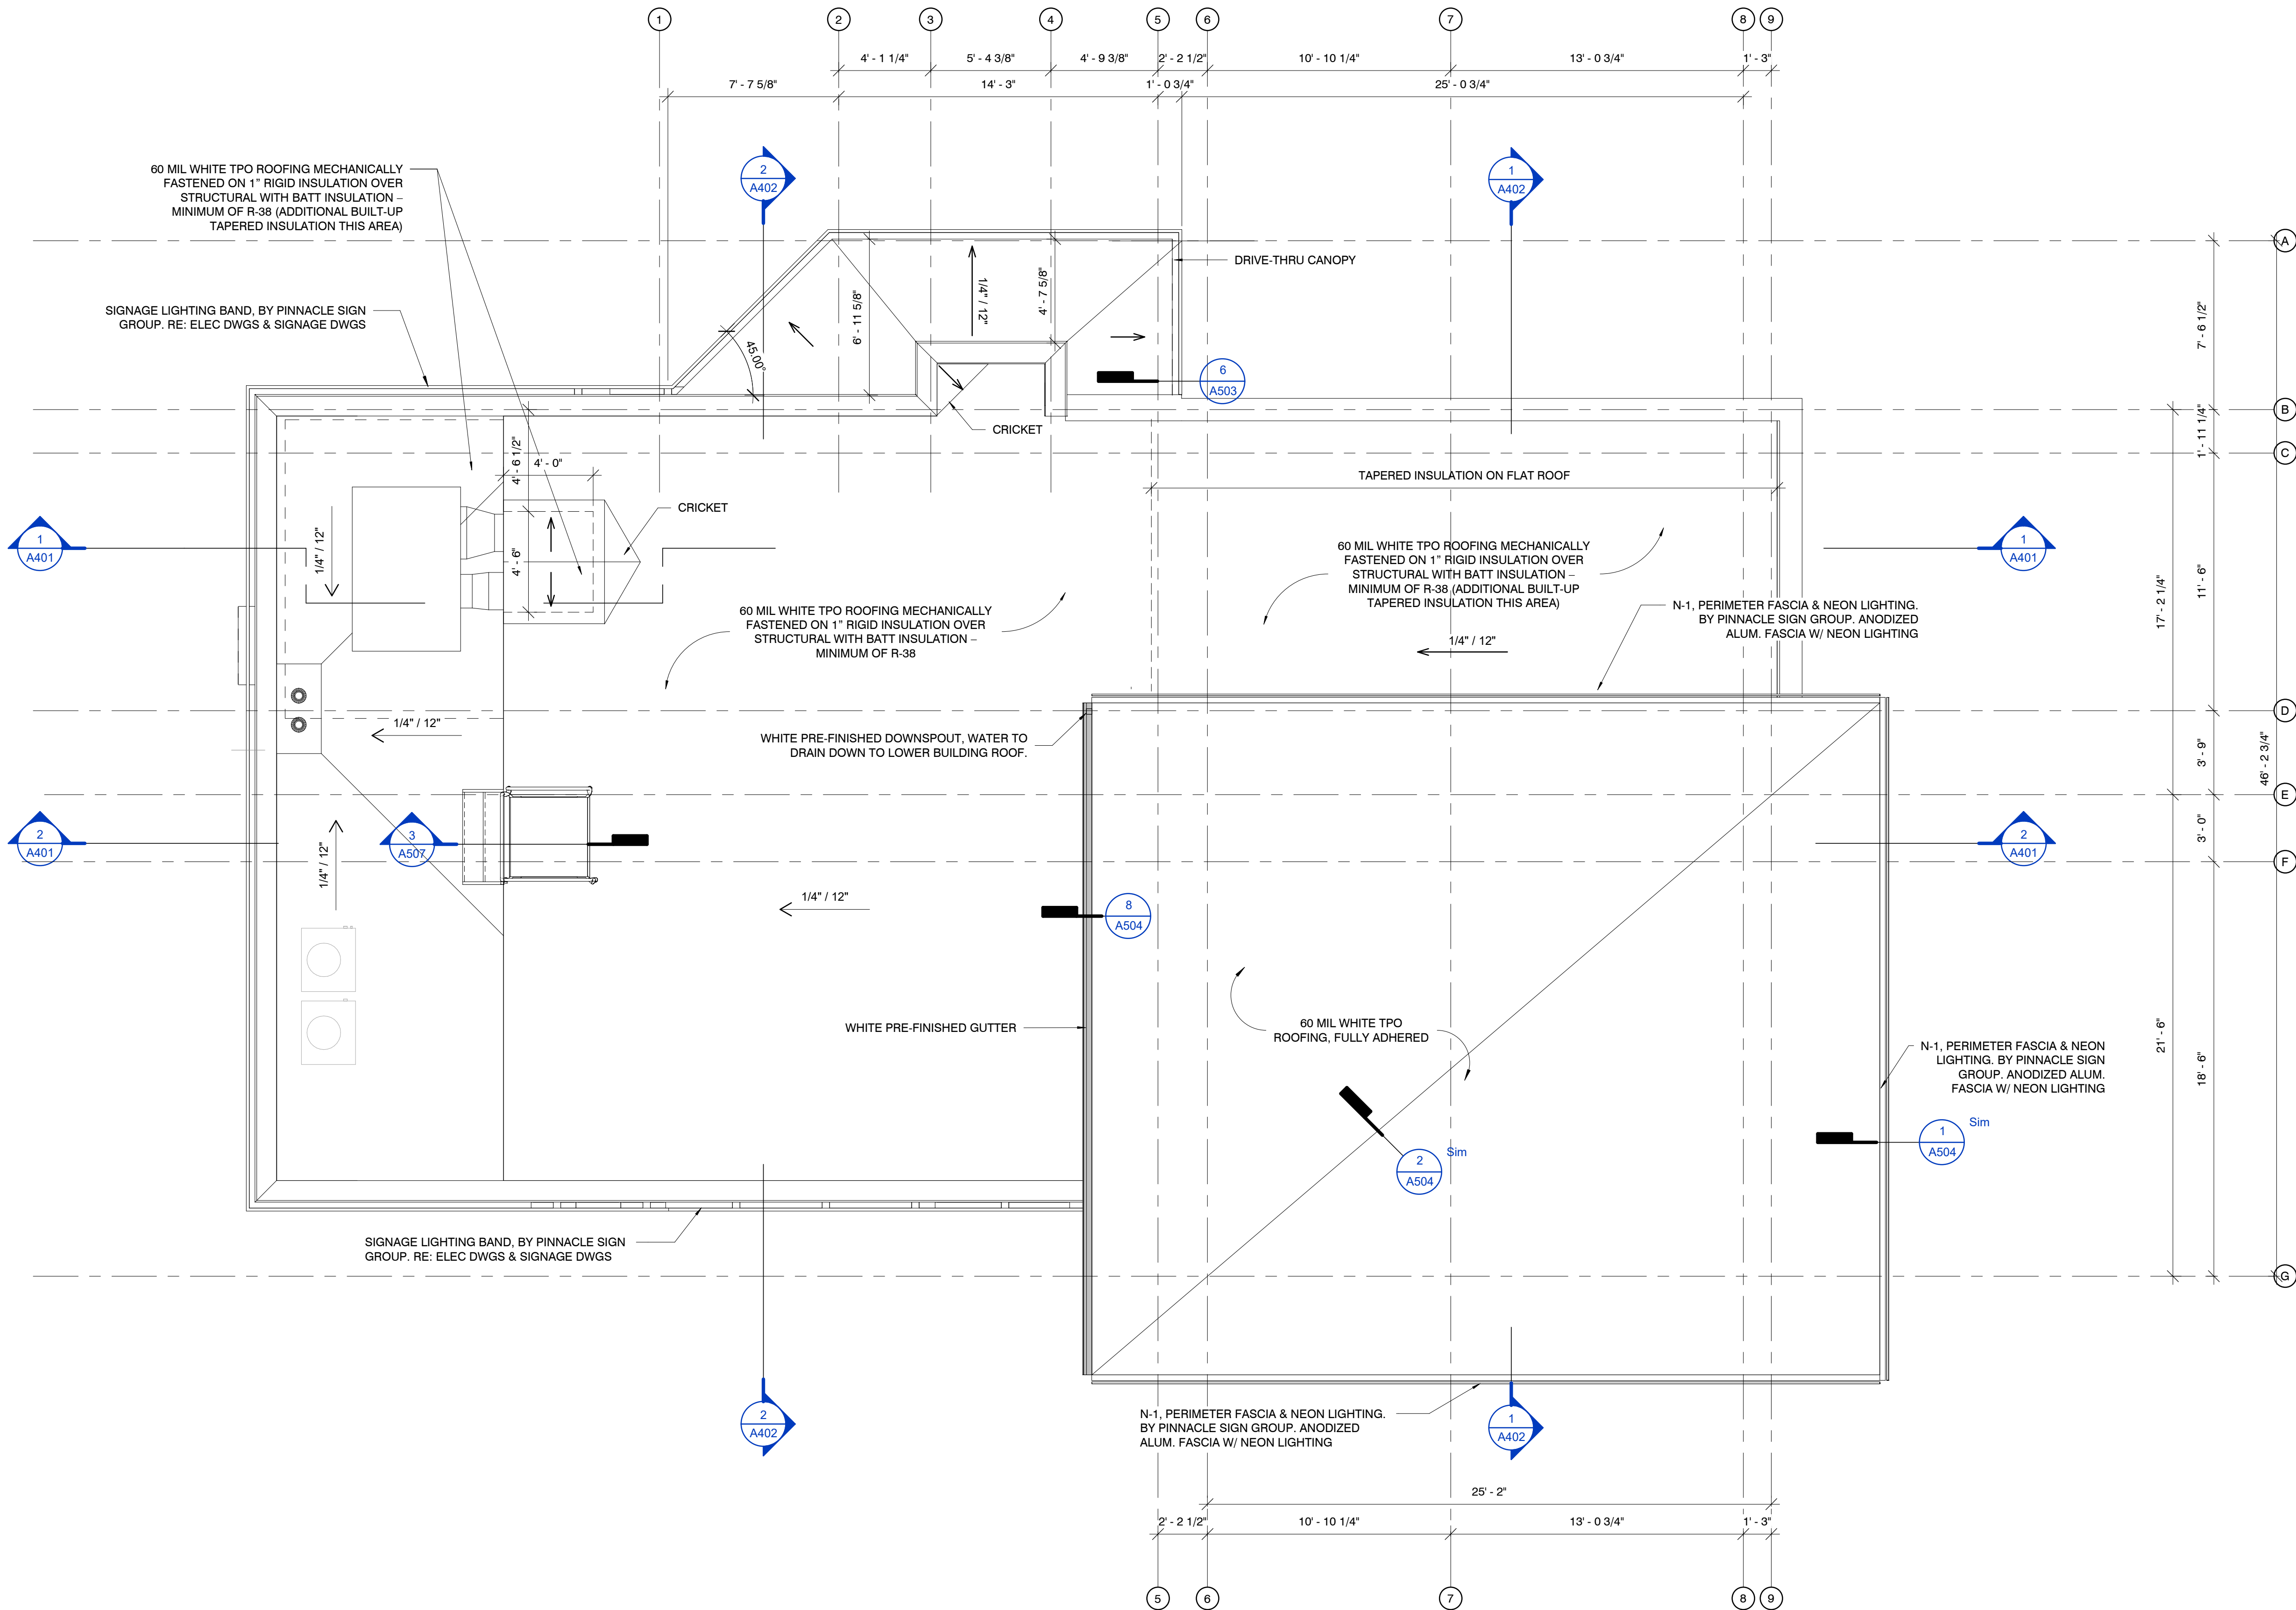 1
2
3
4
5
6
7
8
9
4' - 1 1/4"
5' - 4 3/8"
4' - 9 3/8"
2' - 2 1/2"
10' - 10 1/4"
13' - 0 3/4"
1' - 3"
7' - 7 5/8"
14' - 3"
1' - 0 3/4"
25' - 0 3/4"
60 MIL WHITE TPO ROOFING MECHANICALLY
FASTENED ON 1" RIGID INSULATION OVER
STRUCTURAL WITH BATT INSULATION –
MINIMUM OF R-38 (ADDITIONAL BUILT-UP
TAPERED INSULATION THIS AREA)
2
A402
1
A402
A
DRIVE-THRU CANOPY
SIGNAGE LIGHTING BAND, BY PINNACLE SIGN
GROUP. RE: ELEC DWGS & SIGNAGE DWGS
6' - 11 5/8"
1/4" / 12"
4' - 7 5/8"
45.00°
7' - 6 1/2"
6
A503
B
1' - 11 1/4"
C
CRICKET
4' - 6 1/2"
4' - 0"
TAPERED INSULATION ON FLAT ROOF
CRICKET
1
A401
1/4" / 12"
4' - 6"
60 MIL WHITE TPO ROOFING MECHANICALLY
FASTENED ON 1" RIGID INSULATION OVER
STRUCTURAL WITH BATT INSULATION –
MINIMUM OF R-38 (ADDITIONAL BUILT-UP
TAPERED INSULATION THIS AREA)
1
A401
11' - 6"
17' - 2 1/4"
60 MIL WHITE TPO ROOFING MECHANICALLY
FASTENED ON 1" RIGID INSULATION OVER
STRUCTURAL WITH BATT INSULATION –
MINIMUM OF R-38
N-1, PERIMETER FASCIA & NEON LIGHTING.
BY PINNACLE SIGN GROUP. ANODIZED
ALUM. FASCIA W/ NEON LIGHTING
1/4" / 12"
D
1/4" / 12"
WHITE PRE-FINISHED DOWNSPOUT, WATER TO
DRAIN DOWN TO LOWER BUILDING ROOF.
3' - 9"
46' - 2 3/4"
E
2
A401
3
A507
1/4" / 12"
2
A401
3' - 0"
F
1/4" / 12"
8
A504
WHITE PRE-FINISHED GUTTER
60 MIL WHITE TPO
ROOFING, FULLY ADHERED
21' - 6"
18' - 6"
N-1, PERIMETER FASCIA & NEON
LIGHTING. BY PINNACLE SIGN
GROUP. ANODIZED ALUM.
FASCIA W/ NEON LIGHTING
2
A504
Sim
1
A504
Sim
SIGNAGE LIGHTING BAND, BY PINNACLE SIGN
GROUP. RE: ELEC DWGS & SIGNAGE DWGS
G
2
A402
N-1, PERIMETER FASCIA & NEON LIGHTING.
BY PINNACLE SIGN GROUP. ANODIZED
ALUM. FASCIA W/ NEON LIGHTING
1
A402
25' - 2"
2' - 2 1/2"
10' - 10 1/4"
13' - 0 3/4"
1' - 3"
5
6
7
8
9